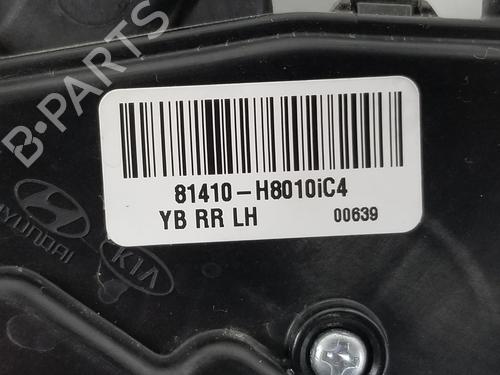 B-PARTS
81410-H8010iC4
YB RR LH 00639
HYUNDAI
KIA